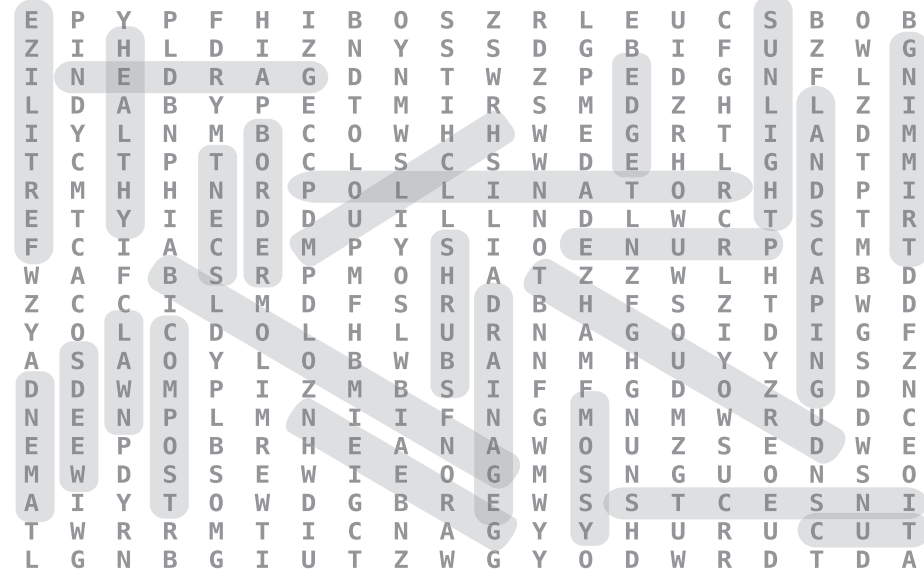 E P Y P F H I B O S Z R L E U C S B O B
Z I H L D I Z N Y S S D G B I F U Z W G
I N E D R A G D N T W Z P E D G N F L N
L D A B Y P E T M I R S M D Z H L L Z I
I Y L N M B C O W H H W E G R T I A D M
T C T P T O C L S C S W D E H L G N T M
R M H H N R P O L L I N A T O R H D P I
E T Y I E D D U I L L N D L W C T S T R
F C I A C E M P Y S I O E N U R P C M T
W A F B S R P M O H A T Z Z W L H A B D
Z C C I L M D F S R D B H F S Z T P W D
Y O L C D O L H L U R N A G O I D I G F
A S A O Y L O B W B A N M H U Y Y N S Z
D D W M P I Z M B S I F F G D O Z G D N
N E N P L M N I I F N G M N M W R U D C
E E P O B R H E A N A W O U Z S E D W E
M W D S S E W I E O G M S N G U O N S O
A I Y T O W D G B R E W S S T C E S N I
T W R R M T I C N A G Y Y H U R U C U T
L G N B G I U T Z W G Y O D W R D T D A